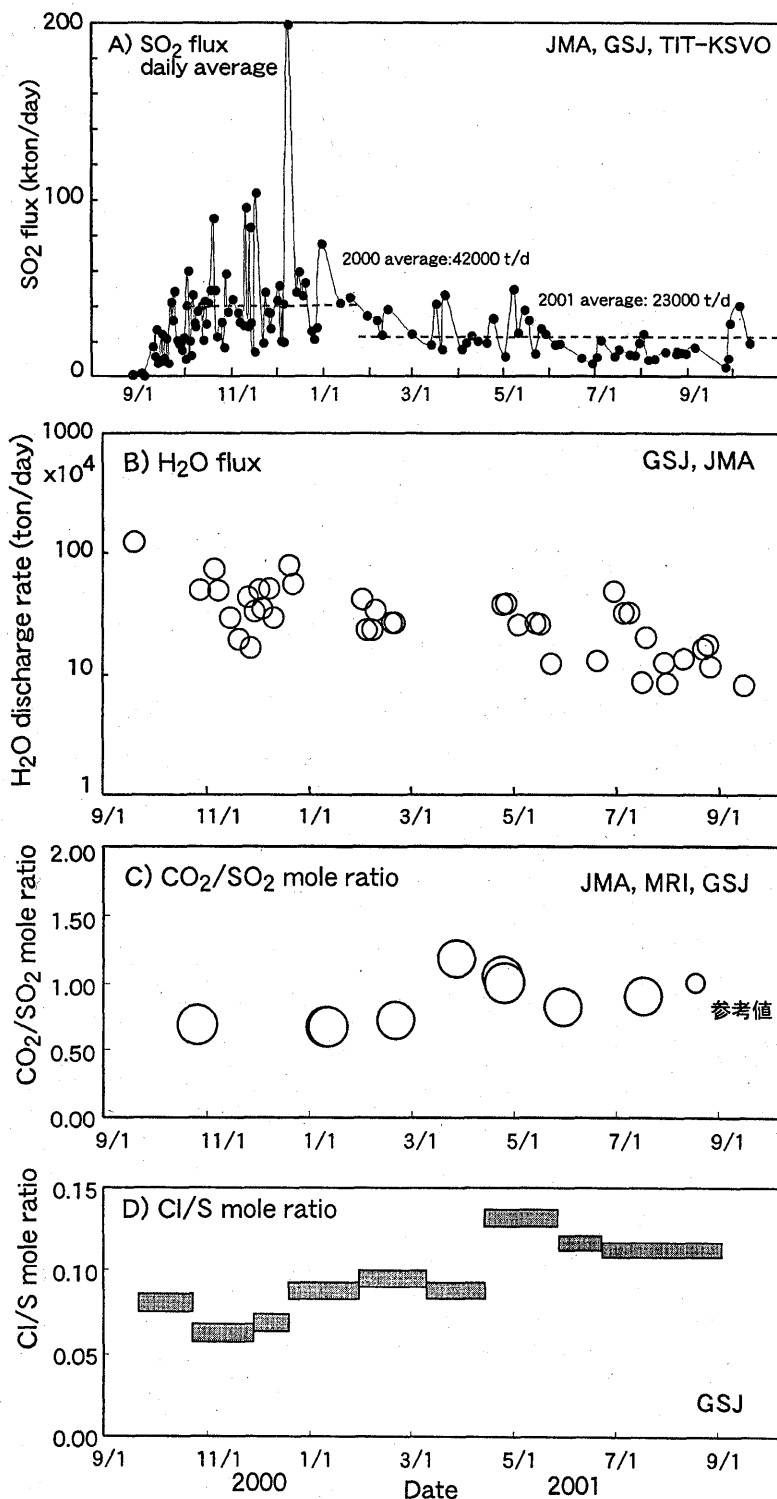 A) SO2 flux
daily average
JMA, GSJ, TIT-KSVO
SO2 flux (kton/day)
200
100
0
2000 average:42000 t/d
2001 average: 23000 t/d
9/1 11/1 1/1 3/1 5/1 7/1 9/1
B) H2O flux
GSJ, JMA
H2O discharge rate (ton/day)
1000
x10⁴
100
10
1
9/1 11/1 1/1 3/1 5/1 7/1 9/1
C) CO2/SO2 mole ratio
JMA, MRI, GSJ
CO2/SO2 mole ratio
2.00
1.50
1.00
0.50
0.00
参考値
9/1 11/1 1/1 3/1 5/1 7/1 9/1
D) Cl/S mole ratio
Cl/S mole ratio
0.15
0.10
0.05
0.00
GSJ
9/1 11/1 1/1 3/1 5/1 7/1 9/1
2000 Date 2001